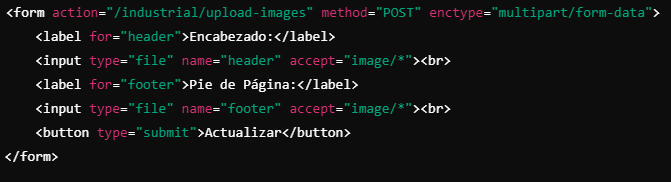 <form action="/industrial/upload-images" method="POST" enctype="multipart/form-data">
<label for="header">Encabezado:</label>
<input type="file" name="header" accept="image/*"><br>
<label for="footer">Pie de Página:</label>
<input type="file" name="footer" accept="image/*"><br>
<button type="submit">Actualizar</button>
</form>